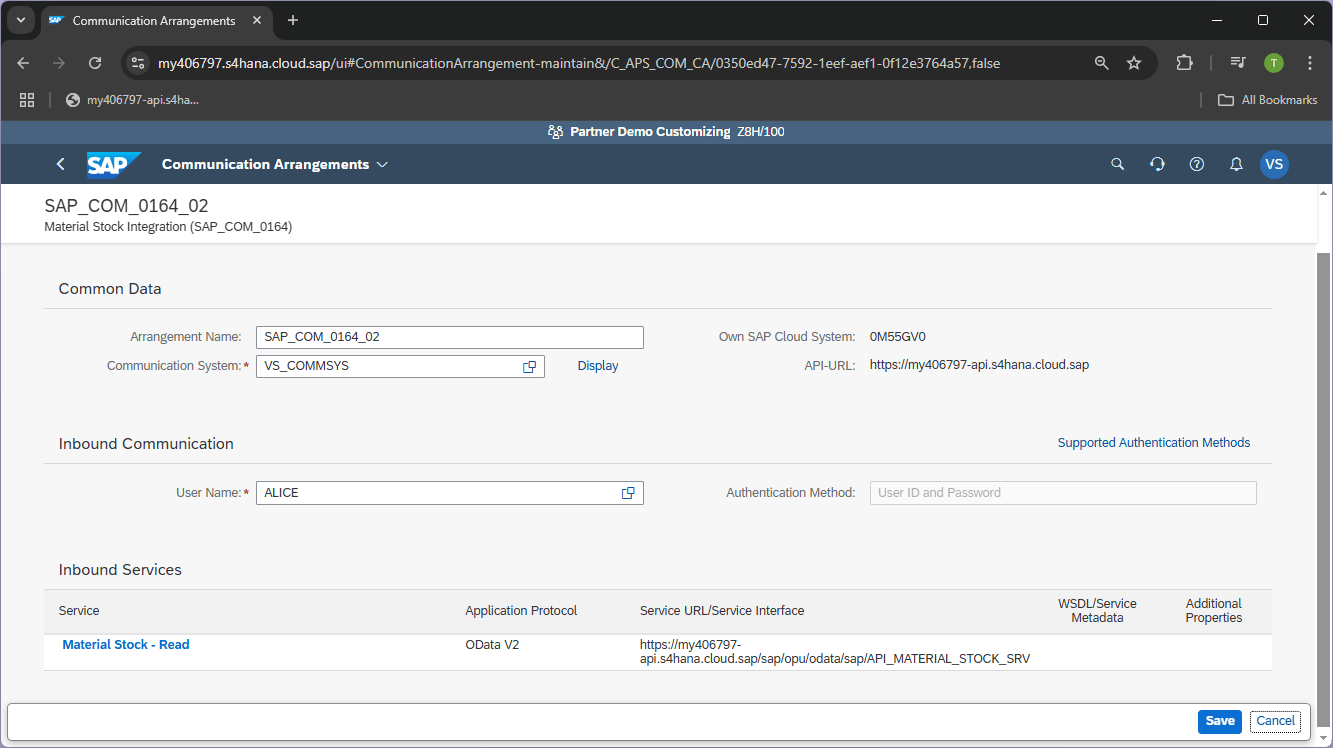 SAP Communication Arrangements
my406797.s4hana.cloud.sap/ui#CommunicationArrangement-maintain&/C_APS_COM_CA/0350ed47-7592-1eef-aef1-0f12e3764a57,false
T
my406797-api.s4ha...
All Bookmarks
Partner Demo Customizing Z8H/100
SAP Communication Arrangements
VS
SAP_COM_0164_02
Material Stock Integration (SAP_COM_0164)
Common Data
Arrangement Name: SAP_COM_0164_02
Own SAP Cloud System: 0M55GV0
Communication System:* VS_COMMSYS Display
API-URL: https://my406797-api.s4hana.cloud.sap
Inbound Communication
Supported Authentication Methods
User Name:* ALICE
Authentication Method: User ID and Password
Inbound Services
Service
Application Protocol
Service URL/Service Interface
WSDL/Service
Metadata
Additional
Properties
Material Stock - Read
OData V2
https://my406797-
api.s4hana.cloud.sap/sap/opu/odata/sap/API_MATERIAL_STOCK_SRV
Save Cancel